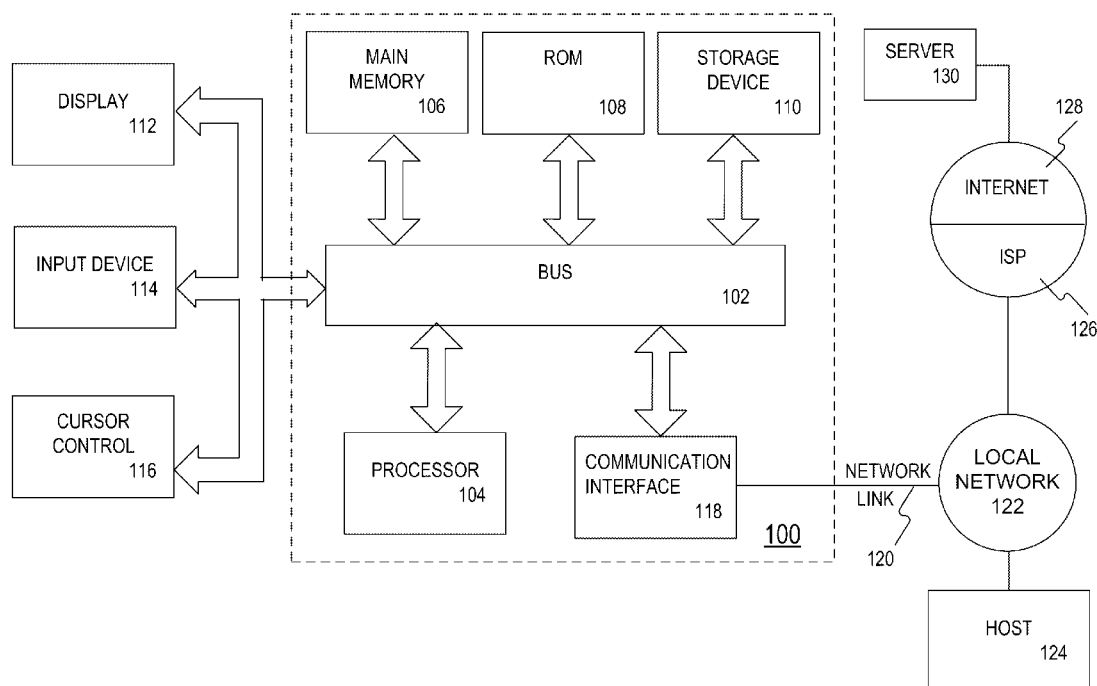 DISPLAY
112
INPUT DEVICE
114
CURSOR
CONTROL
116
MAIN
MEMORY
106
ROM
108
STORAGE
DEVICE
110
BUS
102
PROCESSOR
104
COMMUNICATION
INTERFACE
118
100
SERVER
130
128
INTERNET
ISP
126
NETWORK
LINK
120
LOCAL
NETWORK
122
HOST
124